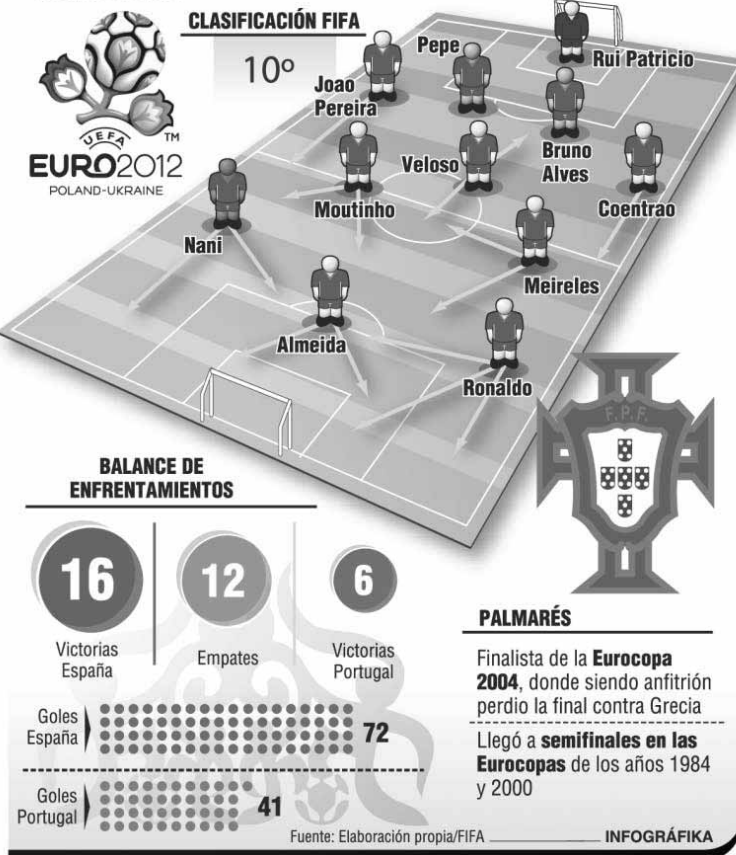 CLASIFICACIÓN FIFA
10º
UEFA
TM
EURO2012
POLAND-UKRAINE
Rui Patricio
Pepe
Joao
Pereira
Bruno
Alves
Veloso
Moutinho
Coentrao
Nani
Meireles
Almeida
Ronaldo
F.P.F.
BALANCE DE
ENFRENTAMIENTOS
16
Victorias
España
12
Empates
6
Victorias
Portugal
Goles
España
72
Goles
Portugal
41
PALMARÉS
Finalista de la Eurocopa
2004, donde siendo anfitrión
perdio la final contra Grecia
Llegó a semifinales en las
Eurocopas de los años 1984
y 2000
Fuente: Elaboración propia/FIFA
INFOGRÁFIKA